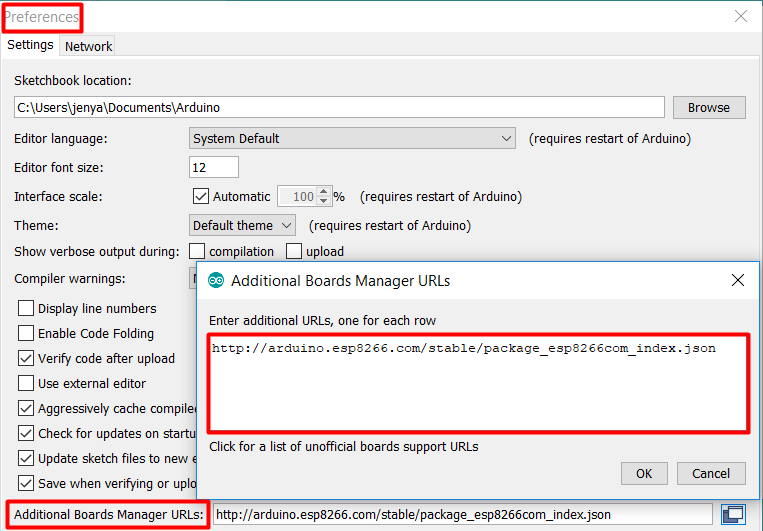 Preferences
Settings Network
Sketchbook location:
C:\Users\jenya\Documents\Arduino Browse
Editor language: System Default (requires restart of Arduino)
Editor font size: 12
Interface scale: Automatic 100 % (requires restart of Arduino)
Theme: Default theme (requires restart of Arduino)
Show verbose output during: compilation upload
Compiler warnings:
Additional Boards Manager URLs
Display line numbers
Enter additional URLs, one for each row
Enable Code Folding
http://arduino.esp8266.com/stable/package_esp8266com_index.json
Verify code after upload
Use external editor
Aggressively cache compiled
Check for updates on startu
Click for a list of unofficial boards support URLs
Update sketch files to new e
OK Cancel
Save when verifying or uplo
Additional Boards Manager URLs: http://arduino.esp8266.com/stable/package_esp8266com_index.json